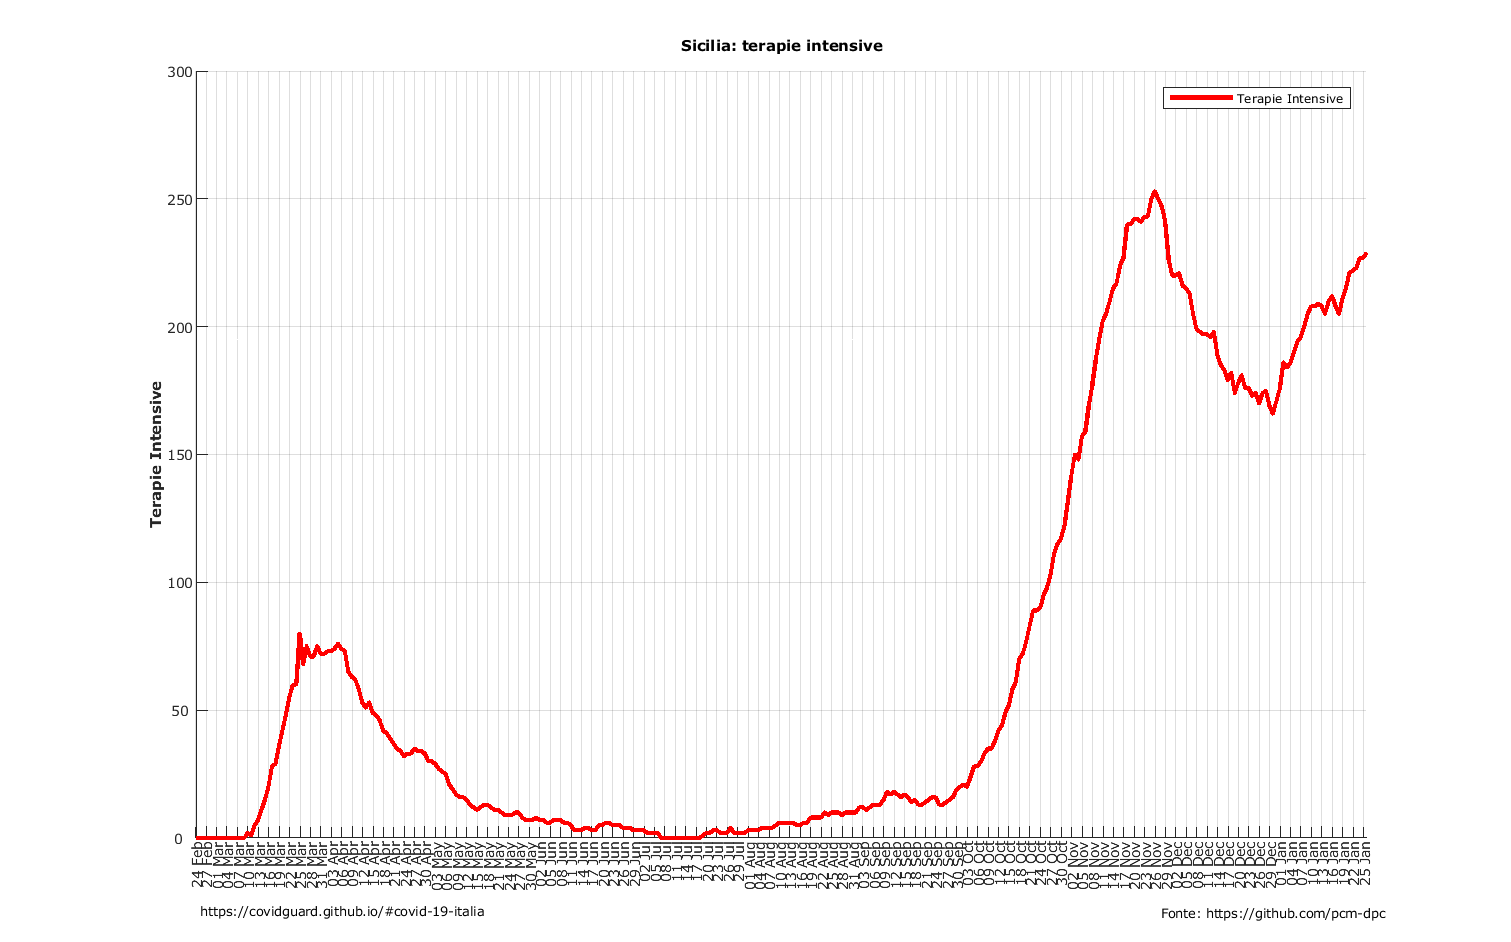 Sicilia: terapie intensive
Terapie Intensive
Terapie Intensive
300
250
200
150
100
50
0
24 Feb
27 Feb
01 Mar
04 Mar
07 Mar
10 Mar
13 Mar
16 Mar
19 Mar
22 Mar
25 Mar
28 Mar
31 Mar
03 Apr
06 Apr
09 Apr
12 Apr
15 Apr
18 Apr
21 Apr
24 Apr
27 Apr
30 Apr
03 May
06 May
09 May
12 May
15 May
18 May
21 May
24 May
27 May
30 May
02 Jun
05 Jun
08 Jun
11 Jun
14 Jun
17 Jun
20 Jun
23 Jun
26 Jun
29 Jun
02 Jul
05 Jul
08 Jul
11 Jul
14 Jul
17 Jul
20 Jul
23 Jul
26 Jul
29 Jul
01 Aug
04 Aug
07 Aug
10 Aug
13 Aug
16 Aug
19 Aug
22 Aug
25 Aug
28 Aug
31 Aug
03 Sep
06 Sep
09 Sep
12 Sep
15 Sep
18 Sep
21 Sep
24 Sep
27 Sep
30 Sep
03 Oct
06 Oct
09 Oct
12 Oct
15 Oct
18 Oct
21 Oct
24 Oct
27 Oct
30 Oct
02 Nov
05 Nov
08 Nov
11 Nov
14 Nov
17 Nov
20 Nov
23 Nov
26 Nov
29 Nov
02 Dec
05 Dec
08 Dec
11 Dec
14 Dec
17 Dec
20 Dec
23 Dec
26 Dec
29 Dec
01 Jan
04 Jan
07 Jan
10 Jan
13 Jan
16 Jan
19 Jan
22 Jan
25 Jan
https://covidguard.github.io/#covid-19-italia
Fonte: https://github.com/pcm-dpc